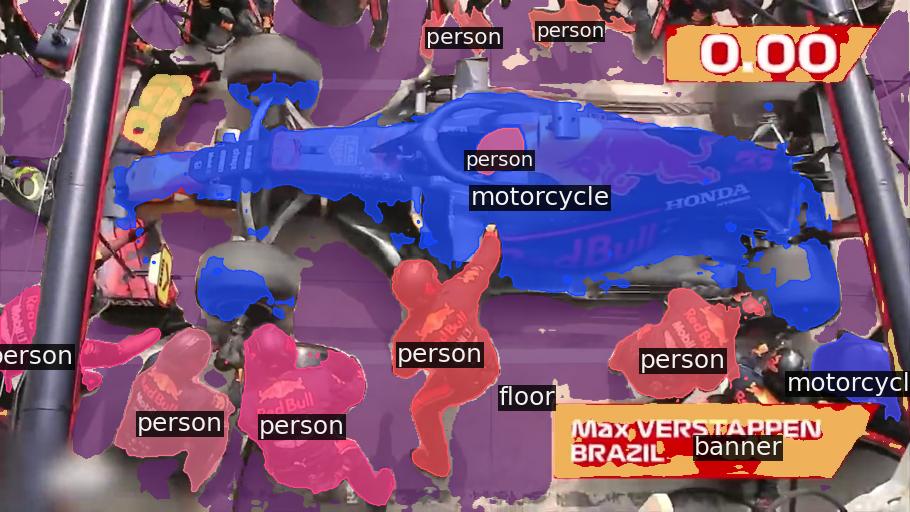 person
person
0.00
person
motorcycle
HONDA
dBull
person
person
person
Red Bull
person
person
floor
motorcycl
Max VERSTAPPEN
BRAZIL
banner